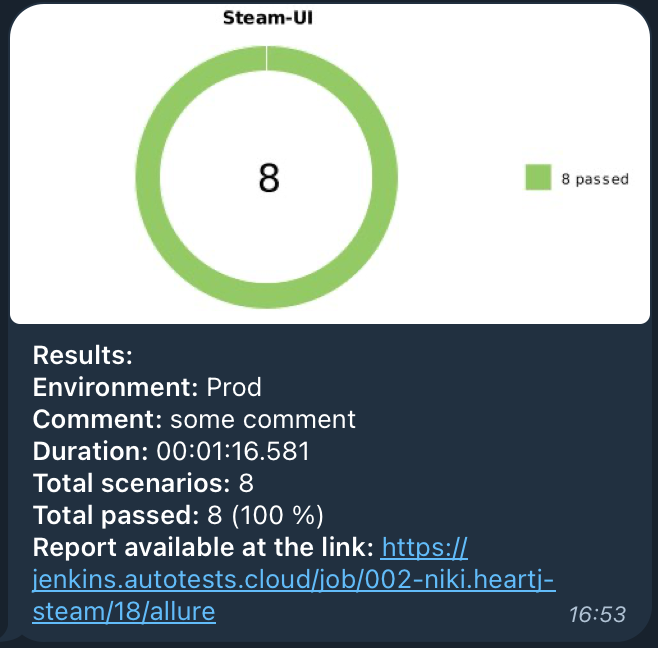 Steam-UI
8
8 passed
Results:
Environment: Prod
Comment: some comment
Duration: 00:01:16.581
Total scenarios: 8
Total passed: 8 (100 %)
Report available at the link: https://
jenkins.autotests.cloud/job/002-niki.heartj-
steam/18/allure
16:53